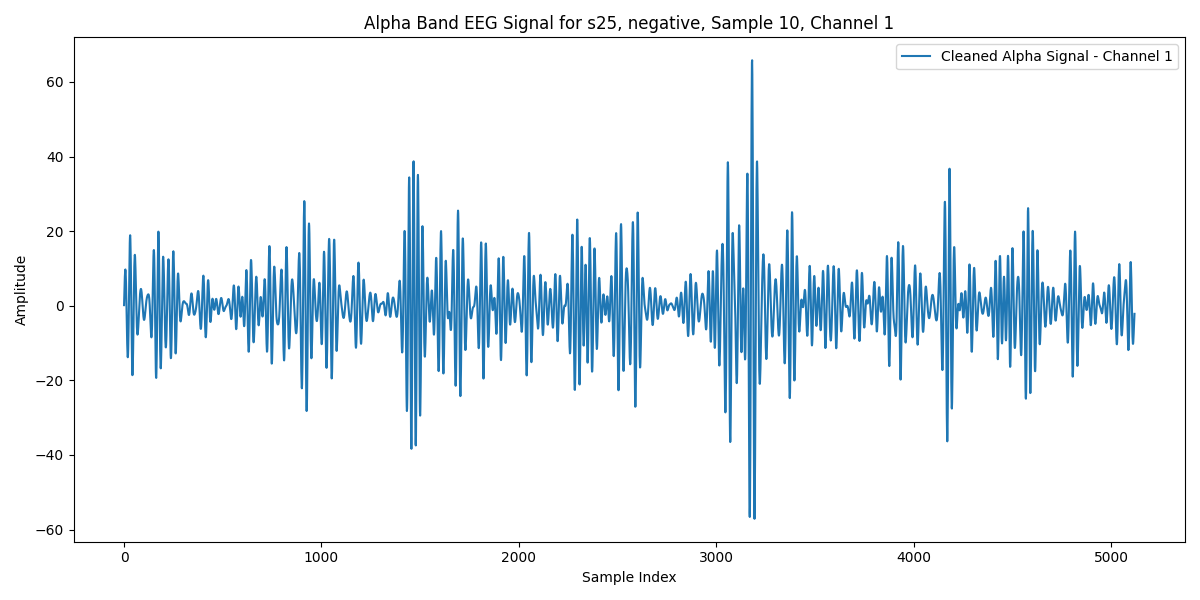 Alpha Band EEG Signal for s25, negative, Sample 10, Channel 1
Cleaned Alpha Signal - Channel 1
Amplitude
60
40
20
0
−20
−40
−60
0 1000 2000 3000 4000 5000
Sample Index